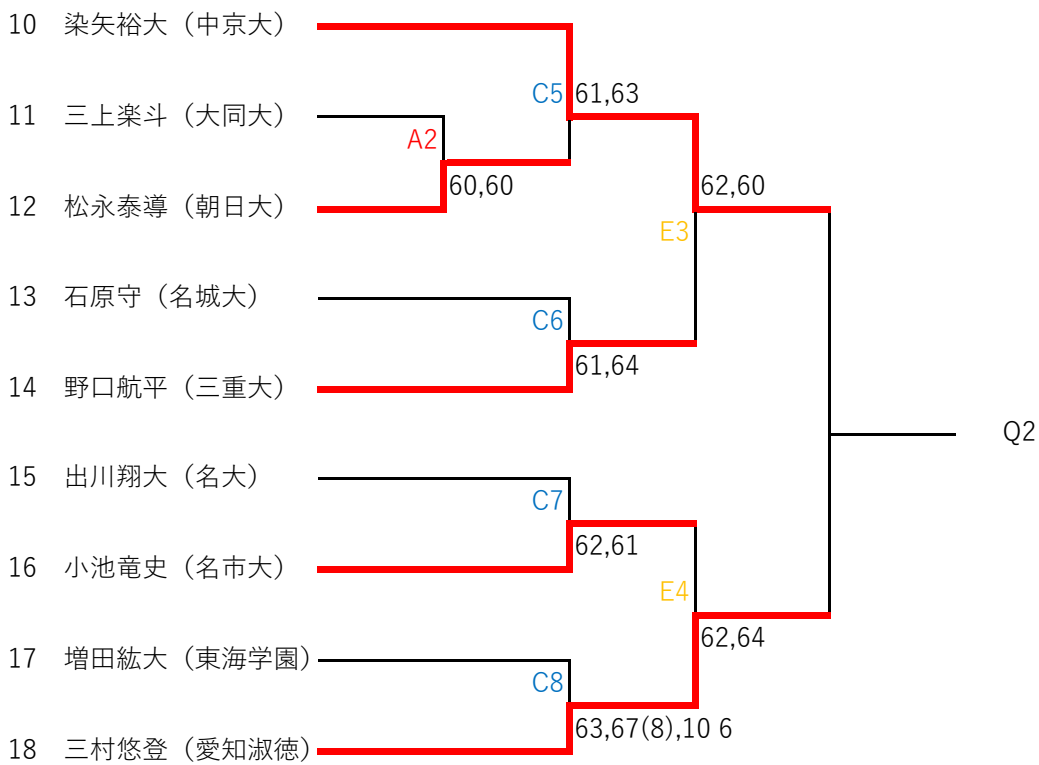 10 染矢裕大（中京大）
C5 61,63
11 三上楽斗（大同大）
A2
60,60
62,60
12 松永泰導（朝日大）
E3
13 石原守（名城大）
C6
61,64
14 野口航平（三重大）
Q2
15 出川翔大（名大）
C7
62,61
16 小池竜史（名市大）
E4
62,64
17 増田紘大（東海学園）
C8
63,67(8),10 6
18 三村悠登（愛知淑徳）